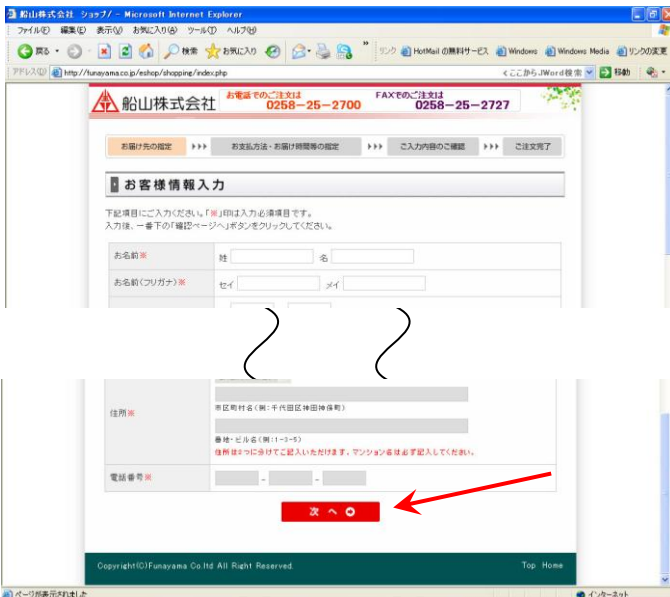 船山株式会社 ショップ/ - Microsoft Internet Explorer
ファイル(F) 編集(E) 表示(V) お気に入り(A) ツール(T) ヘルプ(H)
戻る 検索 お気に入り リンク HotMail の無料サービス Windows Windows Media リンクの変更
アドレス(D) http://funayama.co.jp/eshop/shopping/index.php <ここから JWord検索 移動
船山株式会社 お電話でのご注文は 0258-25-2700 FAXでのご注文は 0258-25-2727
お届け先の指定 お支払方法・お届け時間等の指定 ご入力内容のご確認 ご注文完了
お客様情報入力
下記項目にご入力ください。「※」印は入力必須項目です。
入力後、一番下の「確認ページへ」ボタンをクリックしてください。
お名前※ 姓 名
お名前(フリガナ)※ セイ メイ
住所※
市区町村名(例:千代田区神田神保町)
番地・ビル名(例:1-3-5)
住所は2つに分けてご記入いただけます。マンション名は必ず記入してください。
電話番号※ - -
次へ
Copyright(C)Funayama Co.ltd All Right Reserved. Top Home
ページが表示されました インターネット